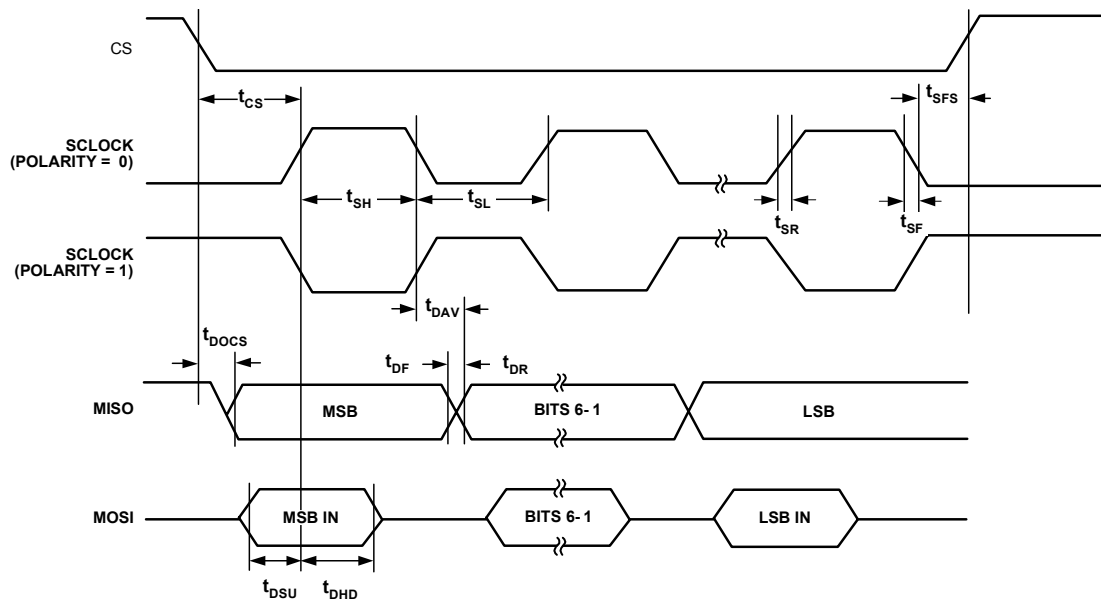 CS
tCS
tSFS
SCLOCK
(POLARITY = 0)
tSH
tSL
tSR
tSF
SCLOCK
(POLARITY = 1)
tDAV
tDOCS
tDF
tDR
MISO
MSB
BITS 6-1
LSB
MOSI
MSB IN
BITS 6-1
LSB IN
tDSU
tDHD